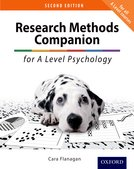 SECOND EDITION
Research Methods
Companion
for A Level Psychology
Cara Flanagan
OXFORD